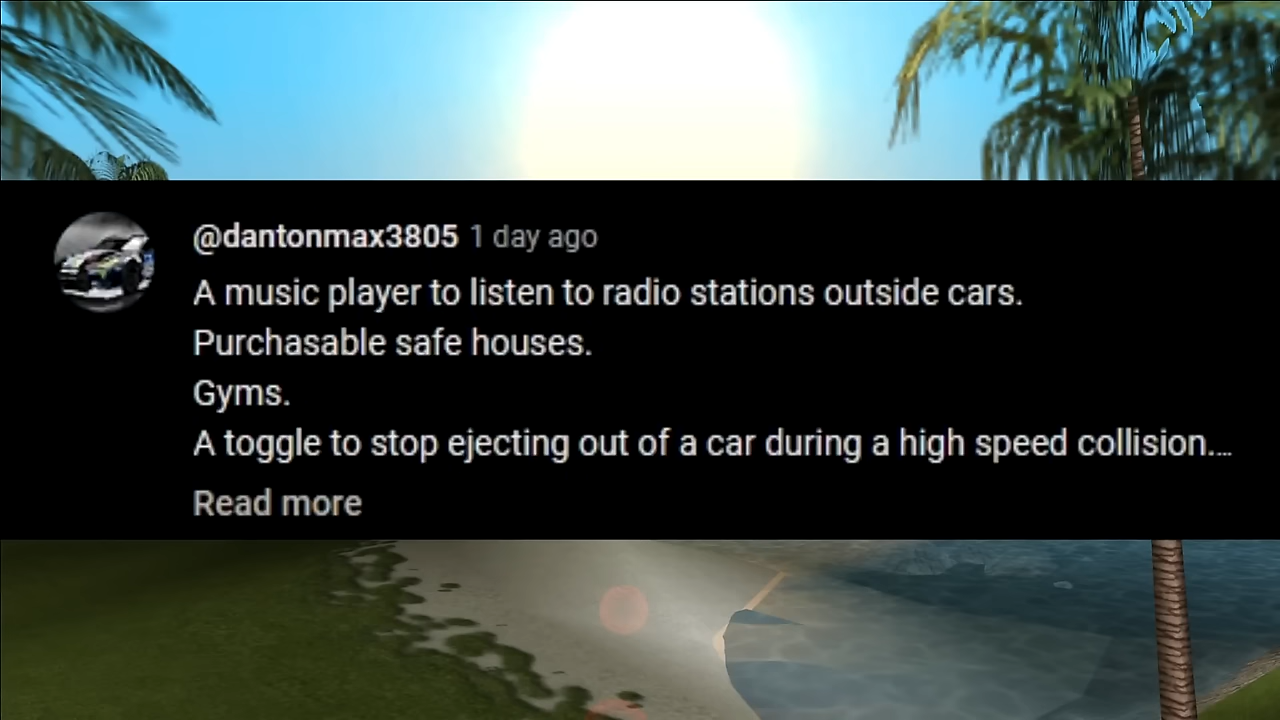 @dantonmax3805 1 day ago
A music player to listen to radio stations outside cars.
Purchasable safe houses.
Gyms.
A toggle to stop ejecting out of a car during a high speed collision....
Read more